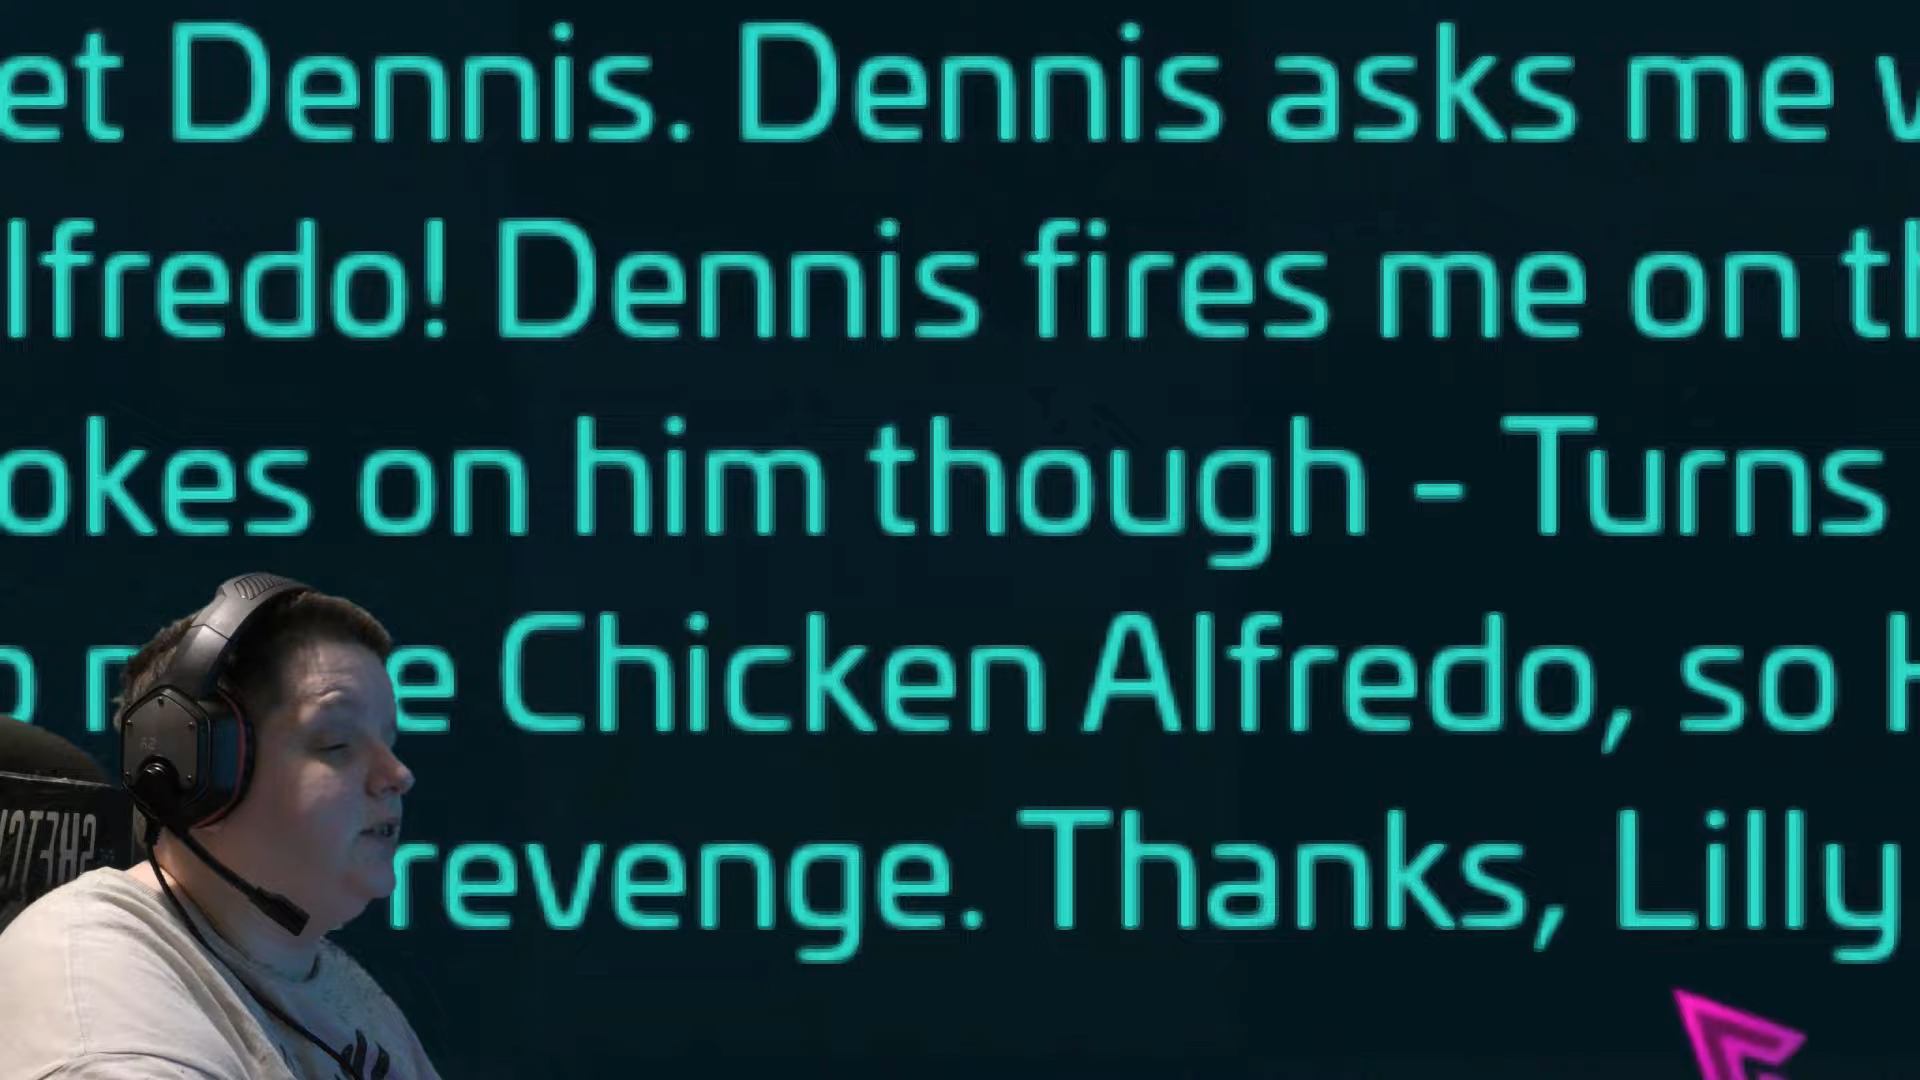 et Dennis. Dennis asks me
lfredo! Dennis fires me on th
okes on him though - Turns
e Chicken Alfredo, so
revenge. Thanks, Lilly